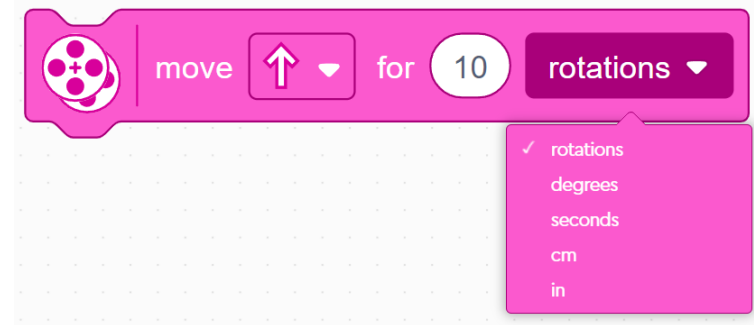 move for 10 rotations
rotations
degrees
seconds
cm
in